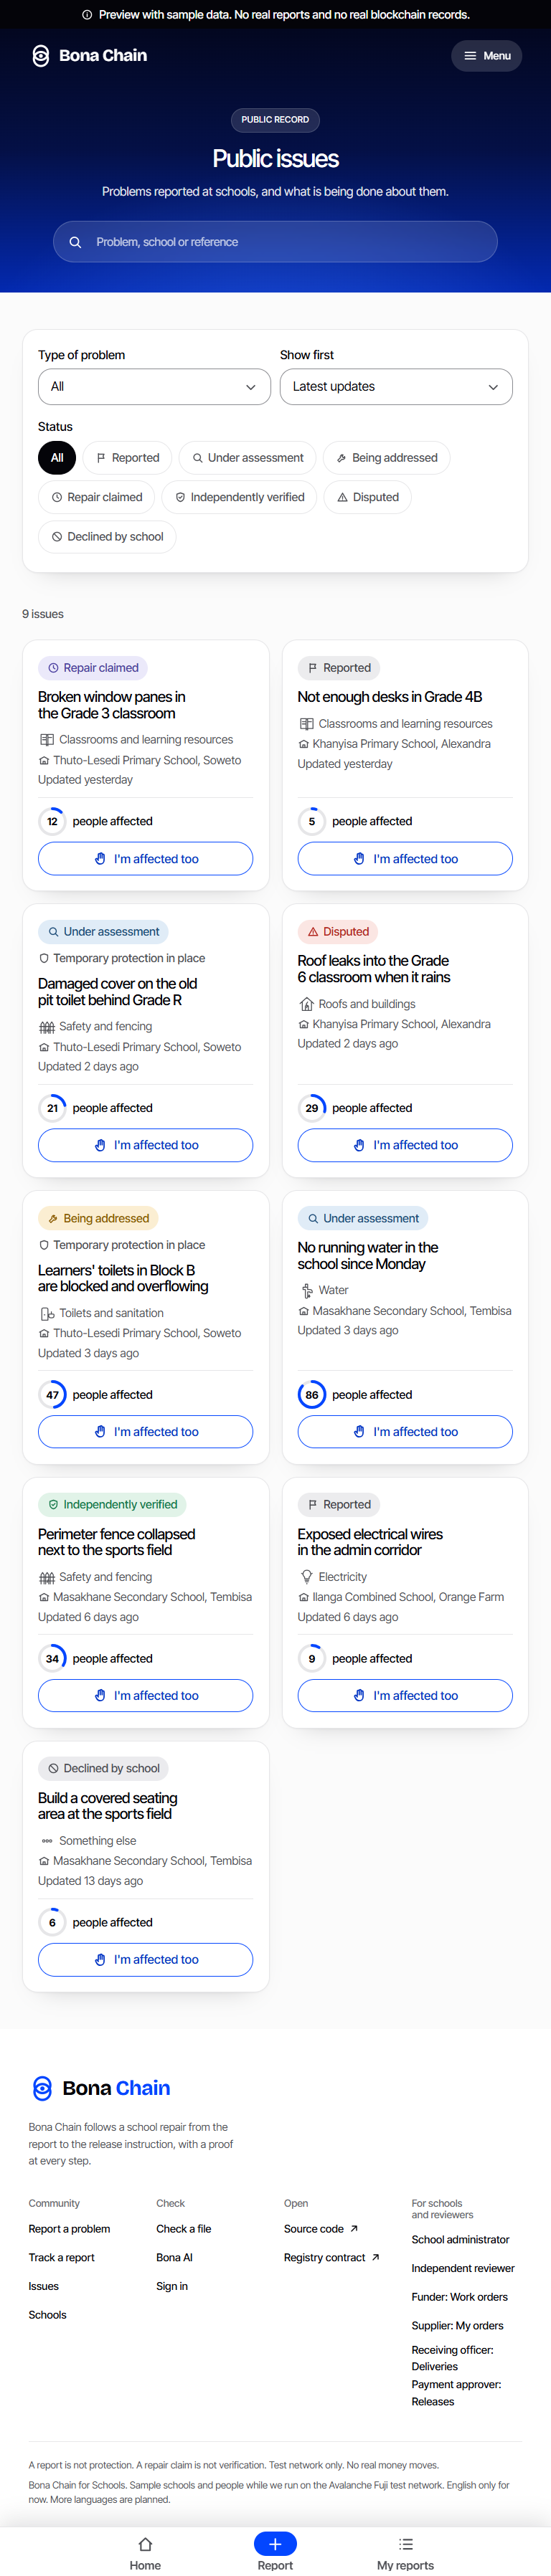 Preview with sample data. No real reports and no real blockchain records.
Bona Chain
Menu
PUBLIC RECORD
Public issues
Problems reported at schools, and what is being done about them.
Problem, school or reference
Type of problem
All
Show first
Latest updates
Status
All
Reported
Under assessment
Being addressed
Repair claimed
Independently verified
Disputed
Declined by school
9 issues
Repair claimed
Broken window panes in
the Grade 3 classroom
Classrooms and learning resources
Thuto-Lesedi Primary School, Soweto
Updated yesterday
12
people affected
I'm affected too
Reported
Not enough desks in Grade 4B
Classrooms and learning resources
Khanyisa Primary School, Alexandra
Updated yesterday
5
people affected
I'm affected too
Under assessment
Temporary protection in place
Damaged cover on the old
pit toilet behind Grade R
Safety and fencing
Thuto-Lesedi Primary School, Soweto
Updated 2 days ago
21
people affected
I'm affected too
Disputed
Roof leaks into the Grade
6 classroom when it rains
Roofs and buildings
Khanyisa Primary School, Alexandra
Updated 2 days ago
29
people affected
I'm affected too
Being addressed
Temporary protection in place
Learners' toilets in Block B
are blocked and overflowing
Toilets and sanitation
Thuto-Lesedi Primary School, Soweto
Updated 3 days ago
47
people affected
I'm affected too
Under assessment
No running water in the
school since Monday
Water
Masakhane Secondary School, Tembisa
Updated 3 days ago
86
people affected
I'm affected too
Independently verified
Perimeter fence collapsed
next to the sports field
Safety and fencing
Masakhane Secondary School, Tembisa
Updated 6 days ago
34
people affected
I'm affected too
Reported
Exposed electrical wires
in the admin corridor
Electricity
Ilanga Combined School, Orange Farm
Updated 6 days ago
9
people affected
I'm affected too
Declined by school
Build a covered seating
area at the sports field
Something else
Masakhane Secondary School, Tembisa
Updated 13 days ago
6
people affected
I'm affected too
Bona Chain
Bona Chain follows a school repair from the
report to the release instruction, with a proof
at every step.
Community
Report a problem
Track a report
Issues
Schools
Check
Check a file
Bona AI
Sign in
Open
Source code
Registry contract
For schools
and reviewers
School administrator
Independent reviewer
Funder: Work orders
Supplier: My orders
Receiving officer:
Deliveries
Payment approver:
Releases
A report is not protection. A repair claim is not verification. Test network only. No real money moves.
Bona Chain for Schools. Sample schools and people while we run on the Avalanche Fuji test network. English only for
now. More languages are planned.
Home
Report
My reports